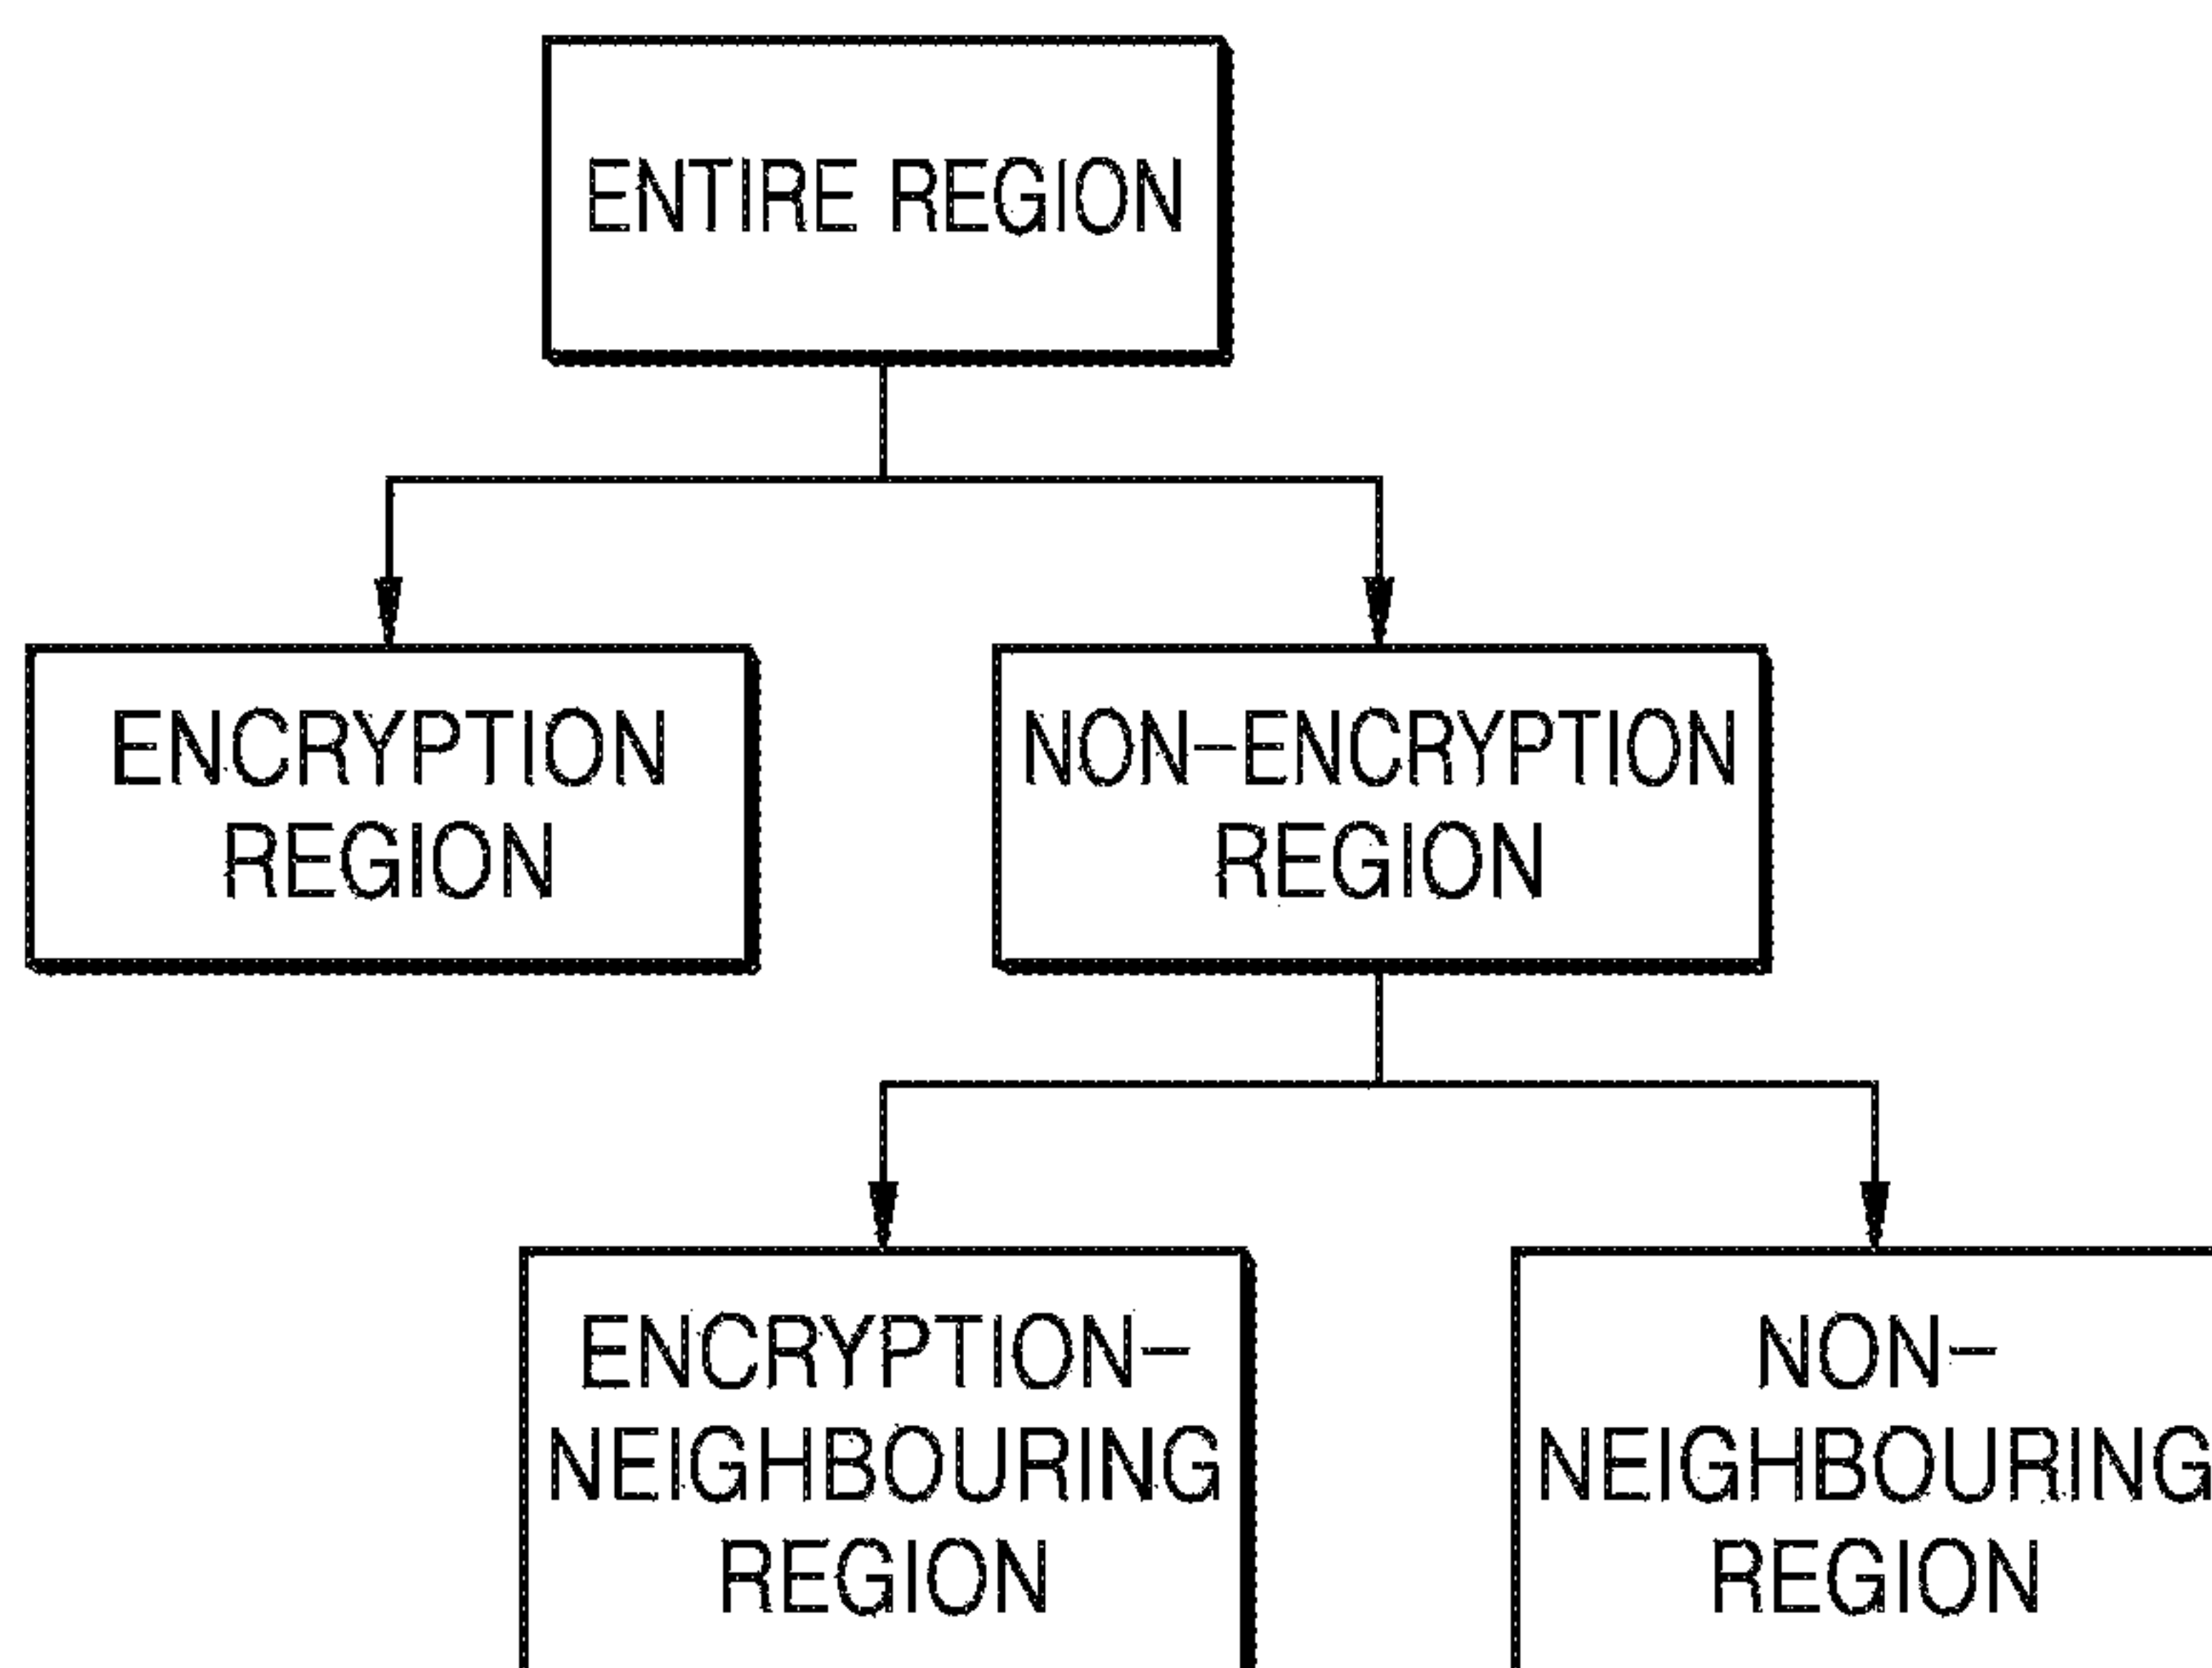 ENTIRE REGION
ENCRYPTION
REGION
NON-ENCRYPTION
REGION
ENCRYPTION-
NEIGHBOURING
REGION
NON-
NEIGHBOURING
REGION